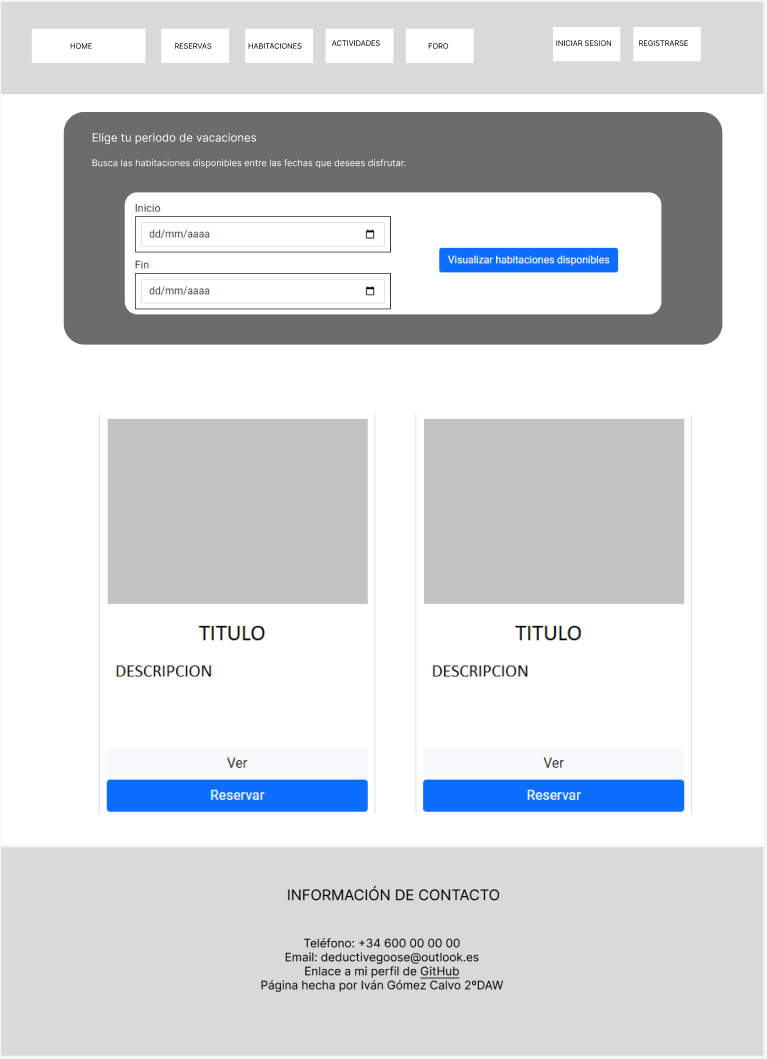 HOME
RESERVAS
HABITACIONES
ACTIVIDADES
FORO
INICIAR SESION
REGISTRARSE
Elige tu periodo de vacaciones
Busca las habitaciones disponibles entre las fechas que desees disfrutar.
Inicio
dd/mm/aaaa
Visualizar habitaciones disponibles
Fin
dd/mm/aaaa
TITULO
DESCRIPCION
Ver
Reservar
TITULO
DESCRIPCION
Ver
Reservar
INFORMACIÓN DE CONTACTO
Teléfono: +34 600 00 00 00
Email: deductivegoose@outlook.es
Enlace a mi perfil de GitHub
Página hecha por Iván Gómez Calvo 2ºDAW